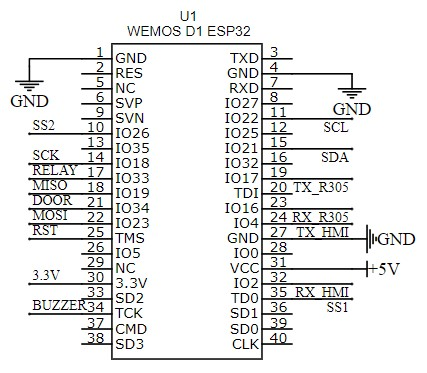 U1
WEMOS D1 ESP32
1 GND TXD 3
2 RES GND 4
GND 5 NC RXD 7
6 SVP IO27 8 GND
9 SVN IO22 11
SS2 10 IO26 IO25 12 SCL
13 IO35 IO21 15
SCK 14 IO18 IO32 16 SDA
RELAY 17 IO33 IO17 19
MISO 18 IO19 TDI 20 TX_R305
DOOR 21 IO34 IO16 23
MOSI 22 IO23 IO4 24 RX_R305
RST 25 TMS GND 27 TX_HMI GND
26 IO5 IO0 28
29 NC VCC 31 +5V
3.3V 30 3.3V IO2 32
33 SD2 TD0 35 RX_HMI
BUZZER 34 TCK SD1 36 SS1
37 CMD SD0 39
38 SD3 CLK 40